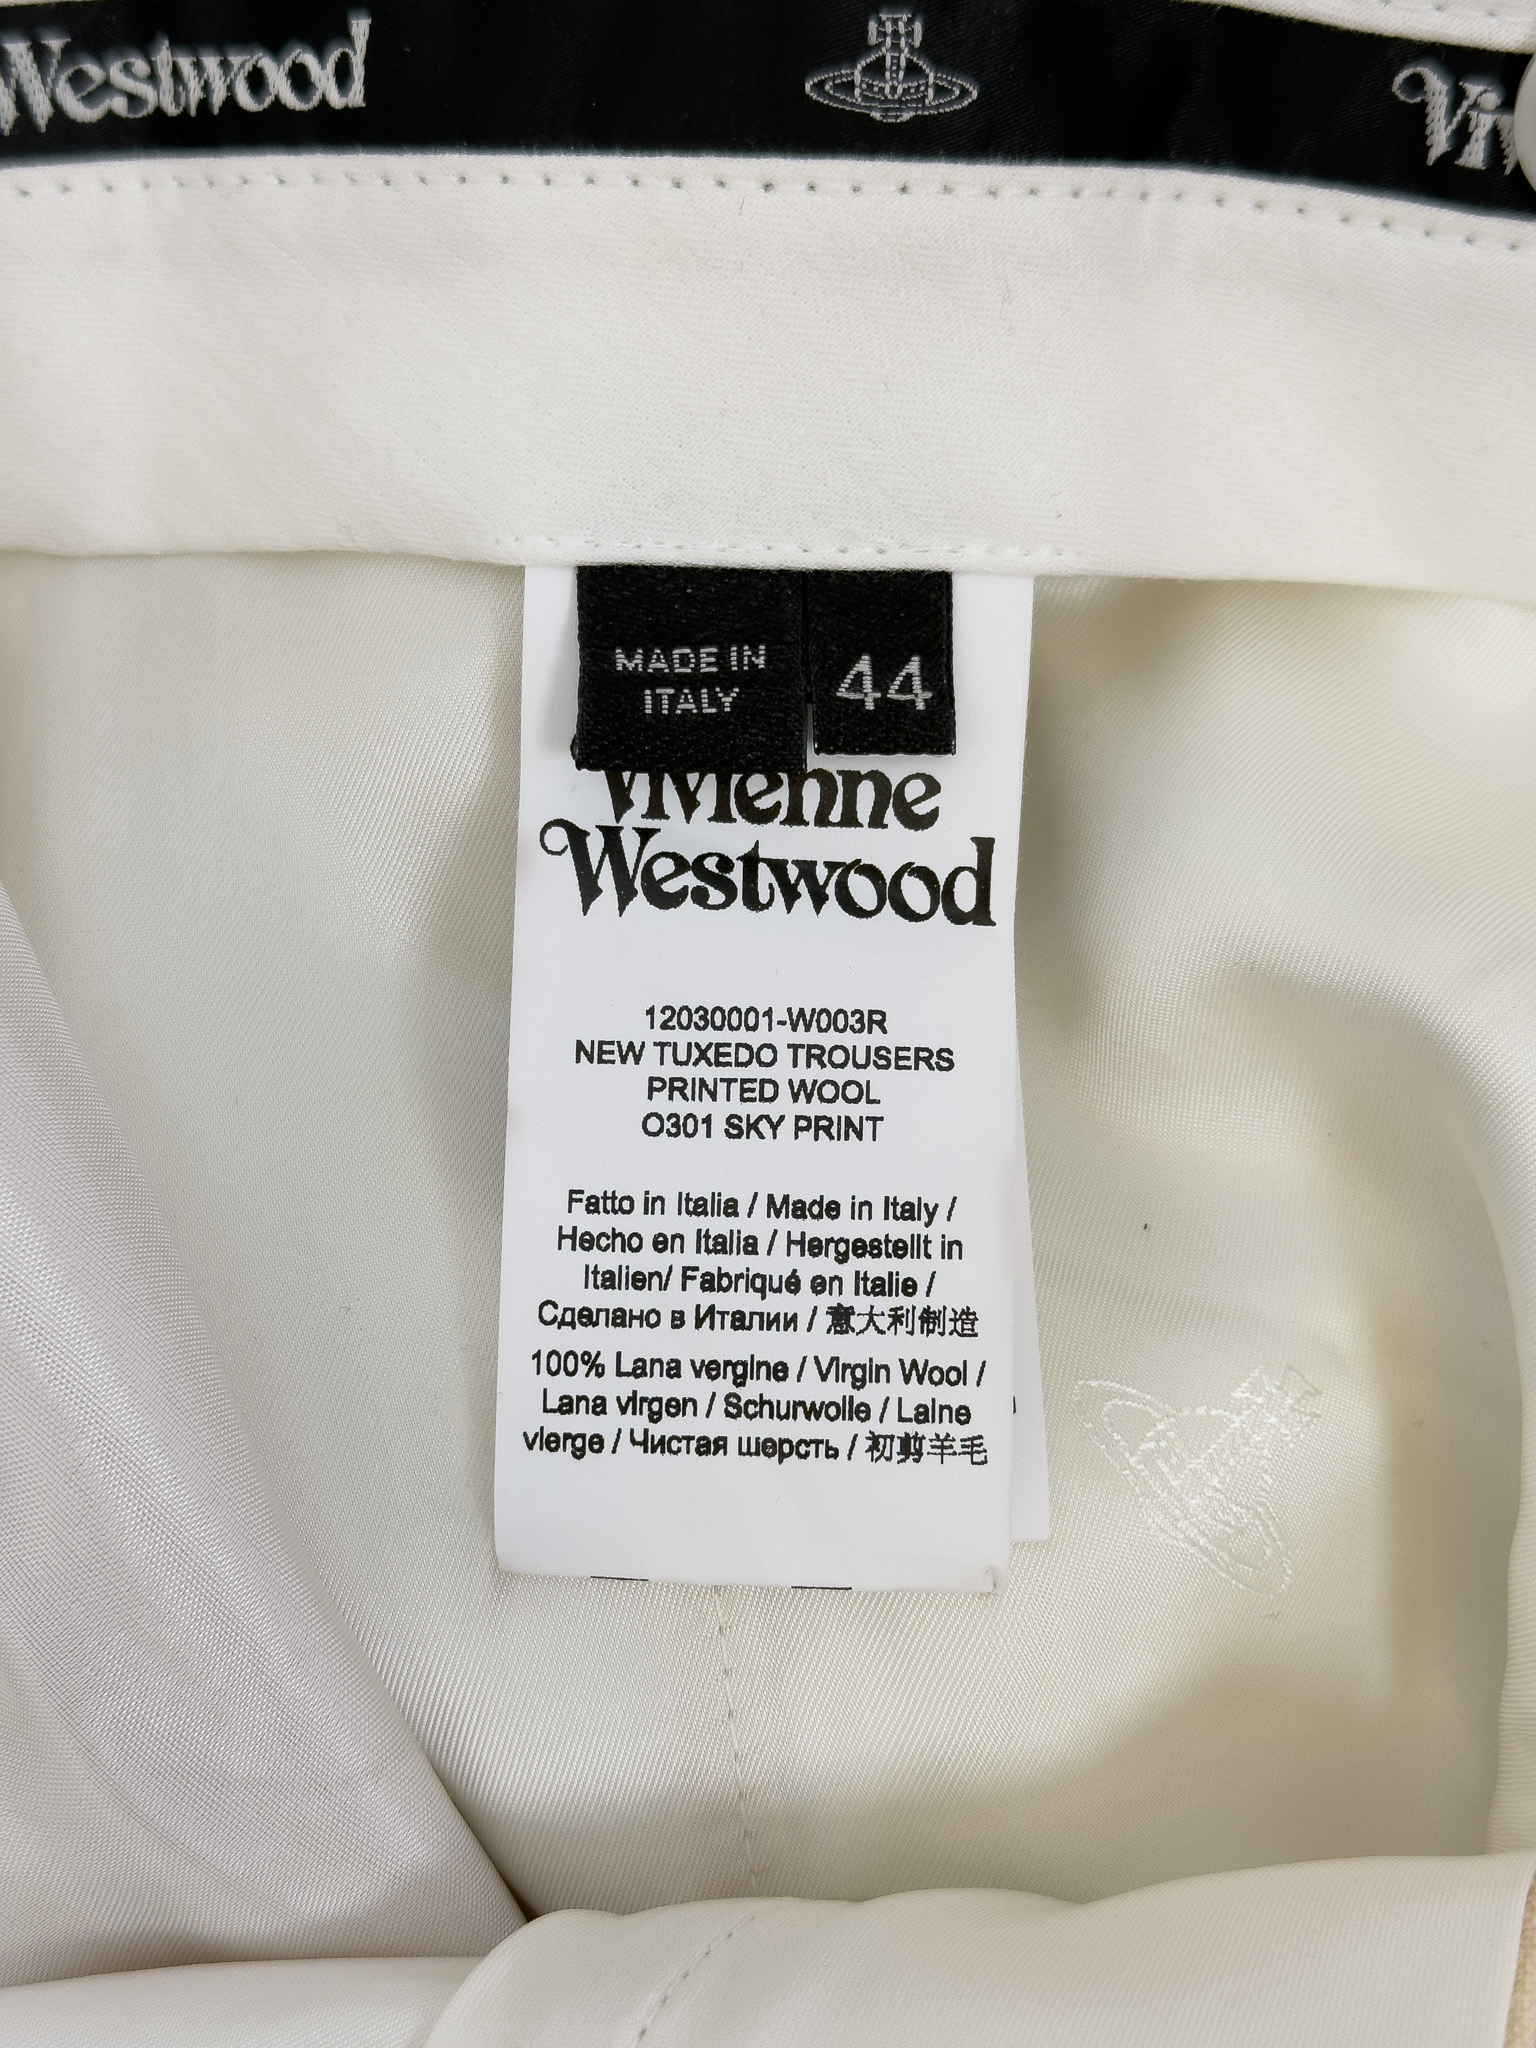 Westwood
MADE IN
ITALY
44
Vivienne
Westwood
12030001-W003R
NEW TUXEDO TROUSERS
PRINTED WOOL
O301 SKY PRINT
Fatto in Italia / Made in Italy /
Hecho en Italia / Hergestellt in
Italien/ Fabriqué en Italie /
Сделано в Италии / 意大利制造
100% Lana vergine / Virgin Wool /
Lana virgen / Schurwolle / Laine
vierge / Чистая шерсть / 初剪羊毛